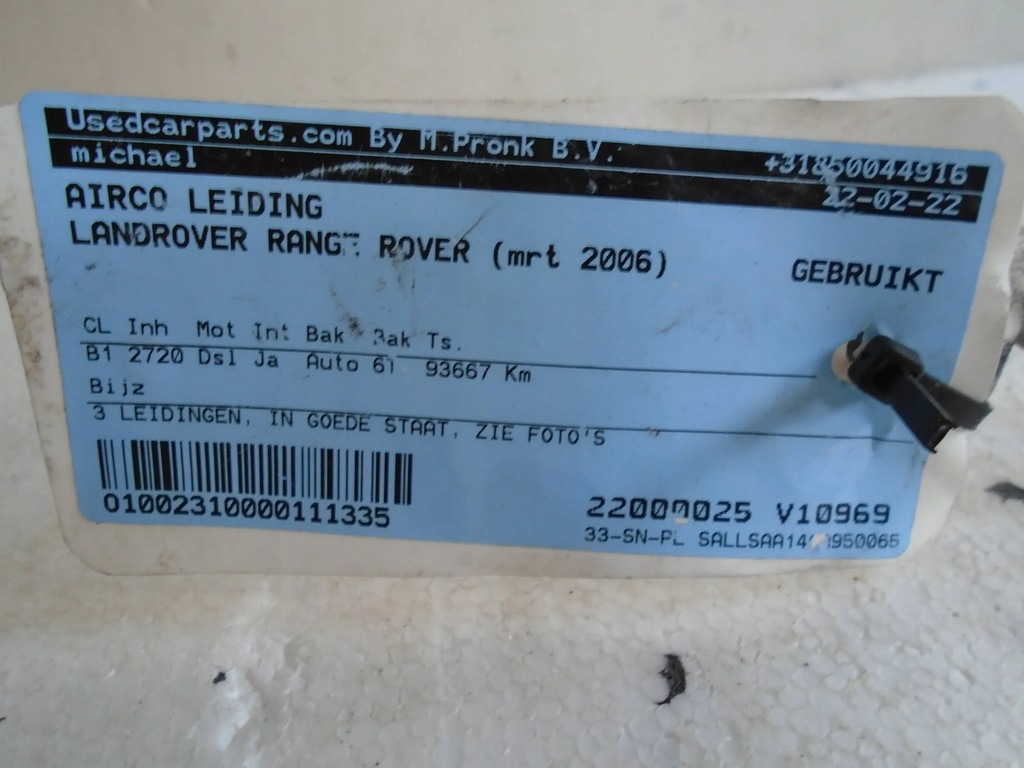 Usedcarparts.com By M.Pronk B.V. +31850044916
michael 22-02-22
AIRCO LEIDING
LANDROVER RANGE ROVER (mrt 2006) GEBRUIKT
CL Inh Mot Int Bak Bak Ts.
B1 2720 Dsl Ja Auto 6 93667 Km
Bijz
3 LEIDINGEN, IN GOEDE STAAT, ZIE FOTO'S
01002310000111335
22000025 V10969
33-SN-PL